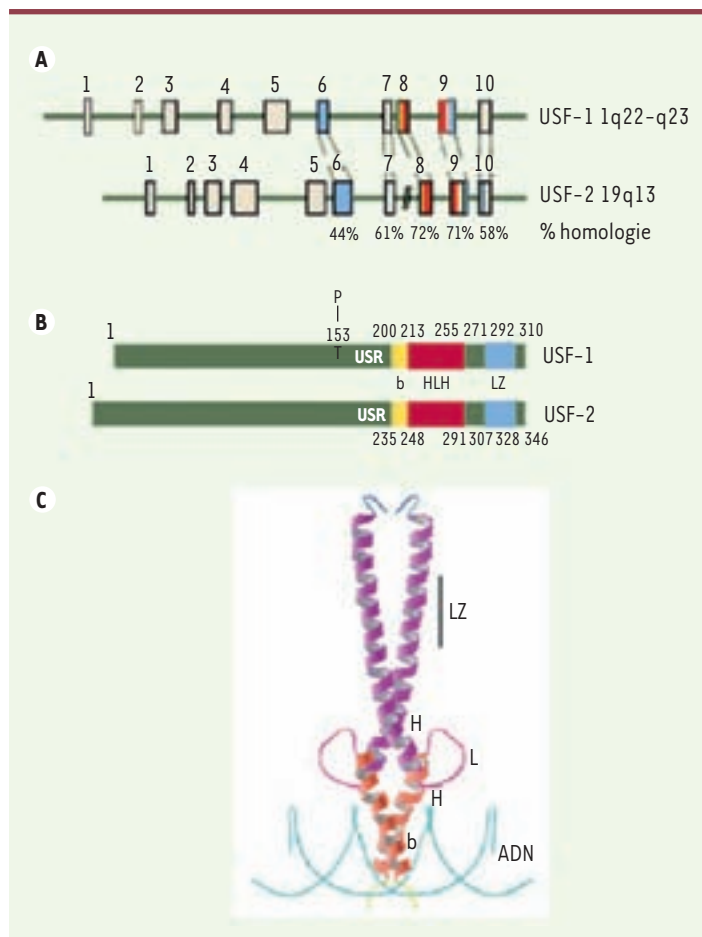 A
1 2 3 4 5 6 7 8 9 10
USF-1 1q22-q23
1 2 3 4 5 6 7 8 9 10
USF-2 19q13
44% 61% 72% 71% 58% % homologie
B
P
1 153 200 213 255 271 292 310
T USR USF-1
b HLH LZ
1
USR USF-2
235 248 291 307 328 346
C
LZ
H
L
H
b
ADN